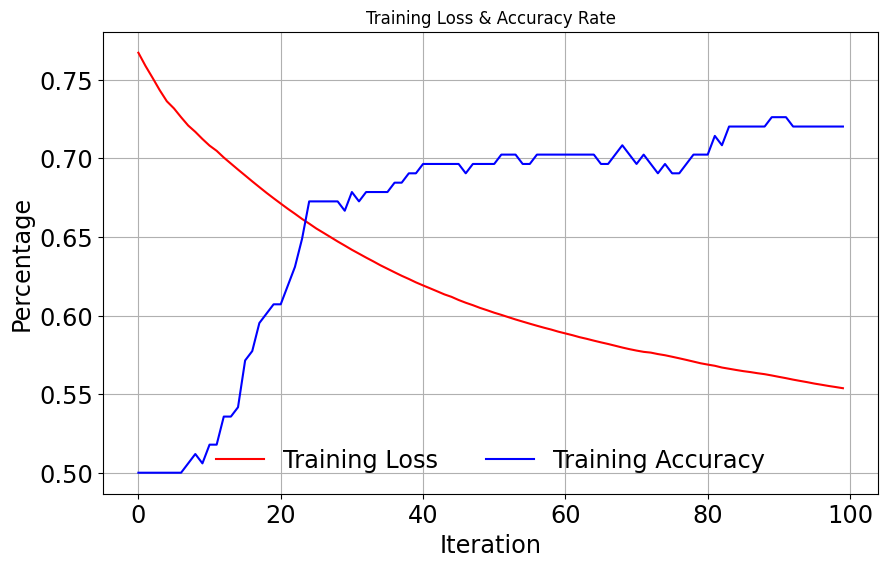 Training Loss & Accuracy Rate
Percentage
0.75
0.70
0.65
0.60
0.55
0.50
Training Loss
Training Accuracy
0 20 40 60 80 100
Iteration